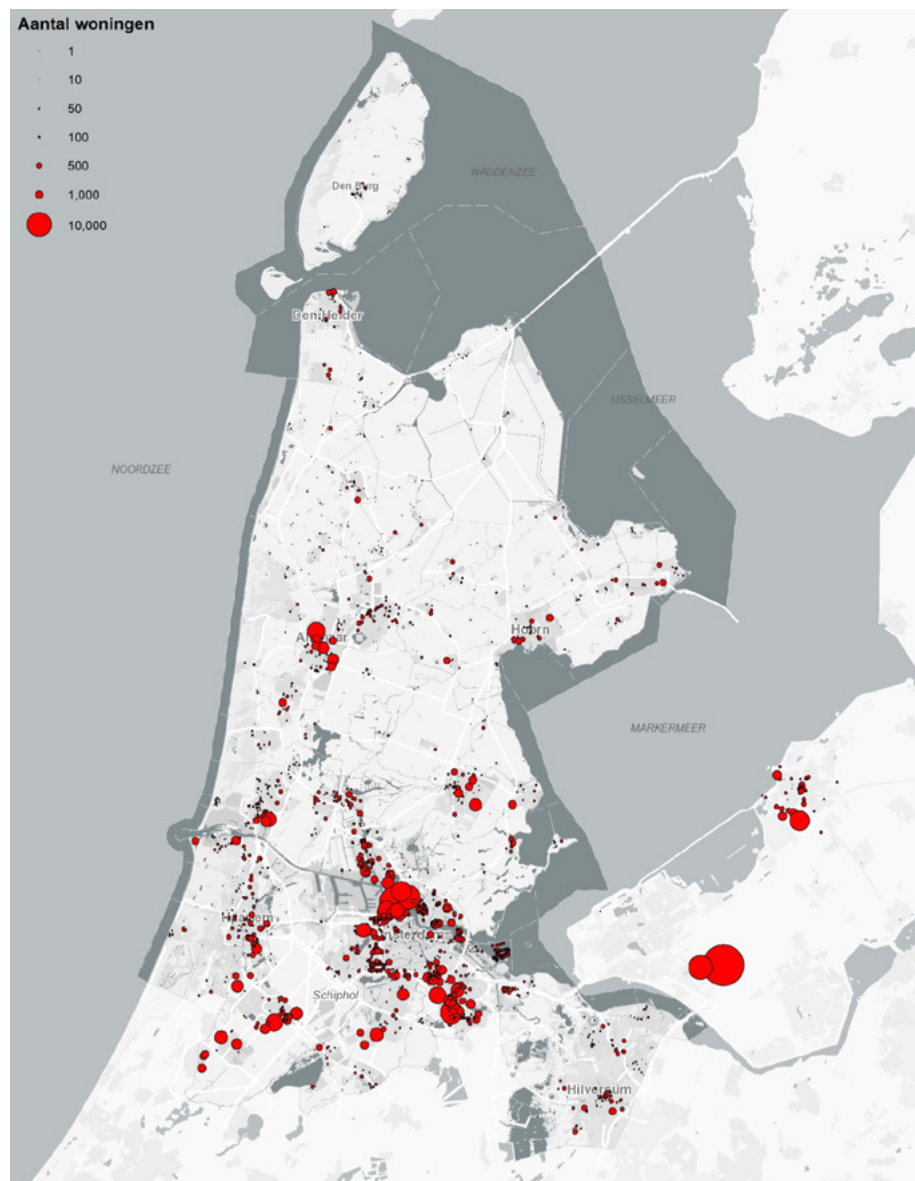 Aantal woningen
1
10
50
100
500
1,000
10,000
Den Burg
WADDENZEE
Den Helder
IJSSELMEER
NOORDZEE
Hoorn
MARKERMEER
Schiphol
Hilversum